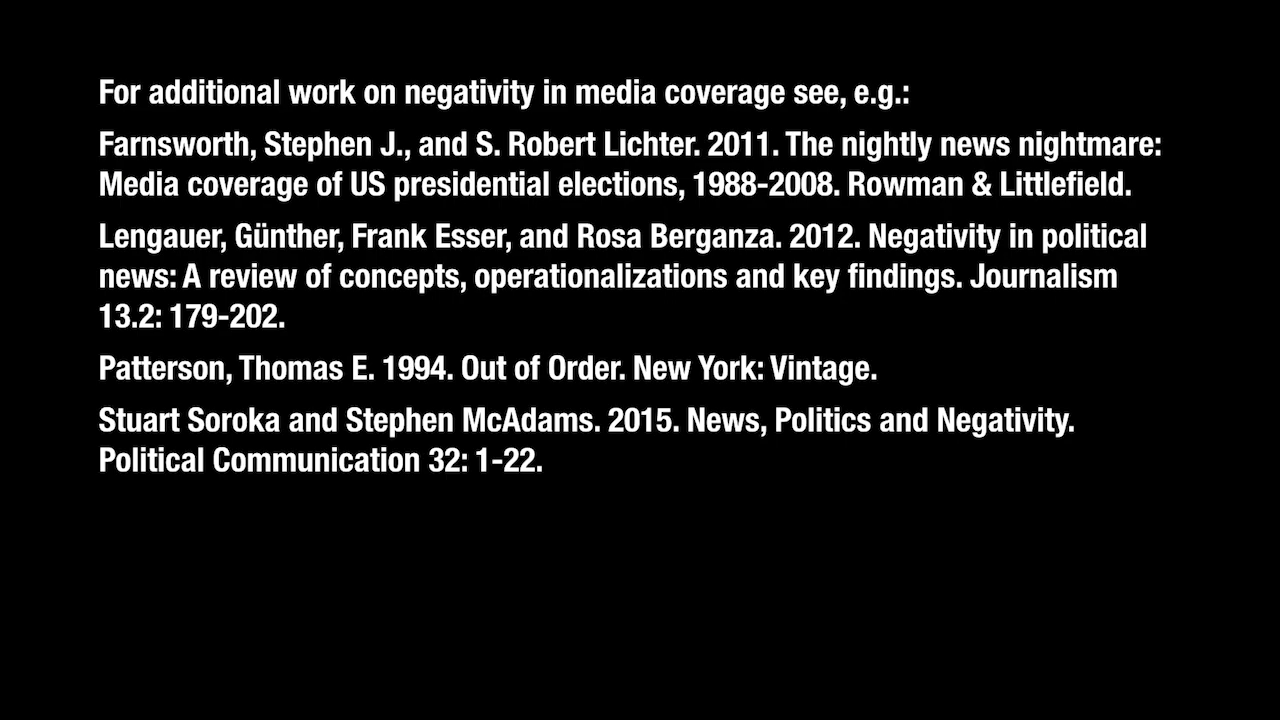 For additional work on negativity in media coverage see, e.g.:
Farnsworth, Stephen J., and S. Robert Lichter. 2011. The nightly news nightmare:
Media coverage of US presidential elections, 1988-2008. Rowman & Littlefield.
Lengauer, Günther, Frank Esser, and Rosa Berganza. 2012. Negativity in political
news: A review of concepts, operationalizations and key findings. Journalism
13.2: 179-202.
Patterson, Thomas E. 1994. Out of Order. New York: Vintage.
Stuart Soroka and Stephen McAdams. 2015. News, Politics and Negativity.
Political Communication 32: 1-22.